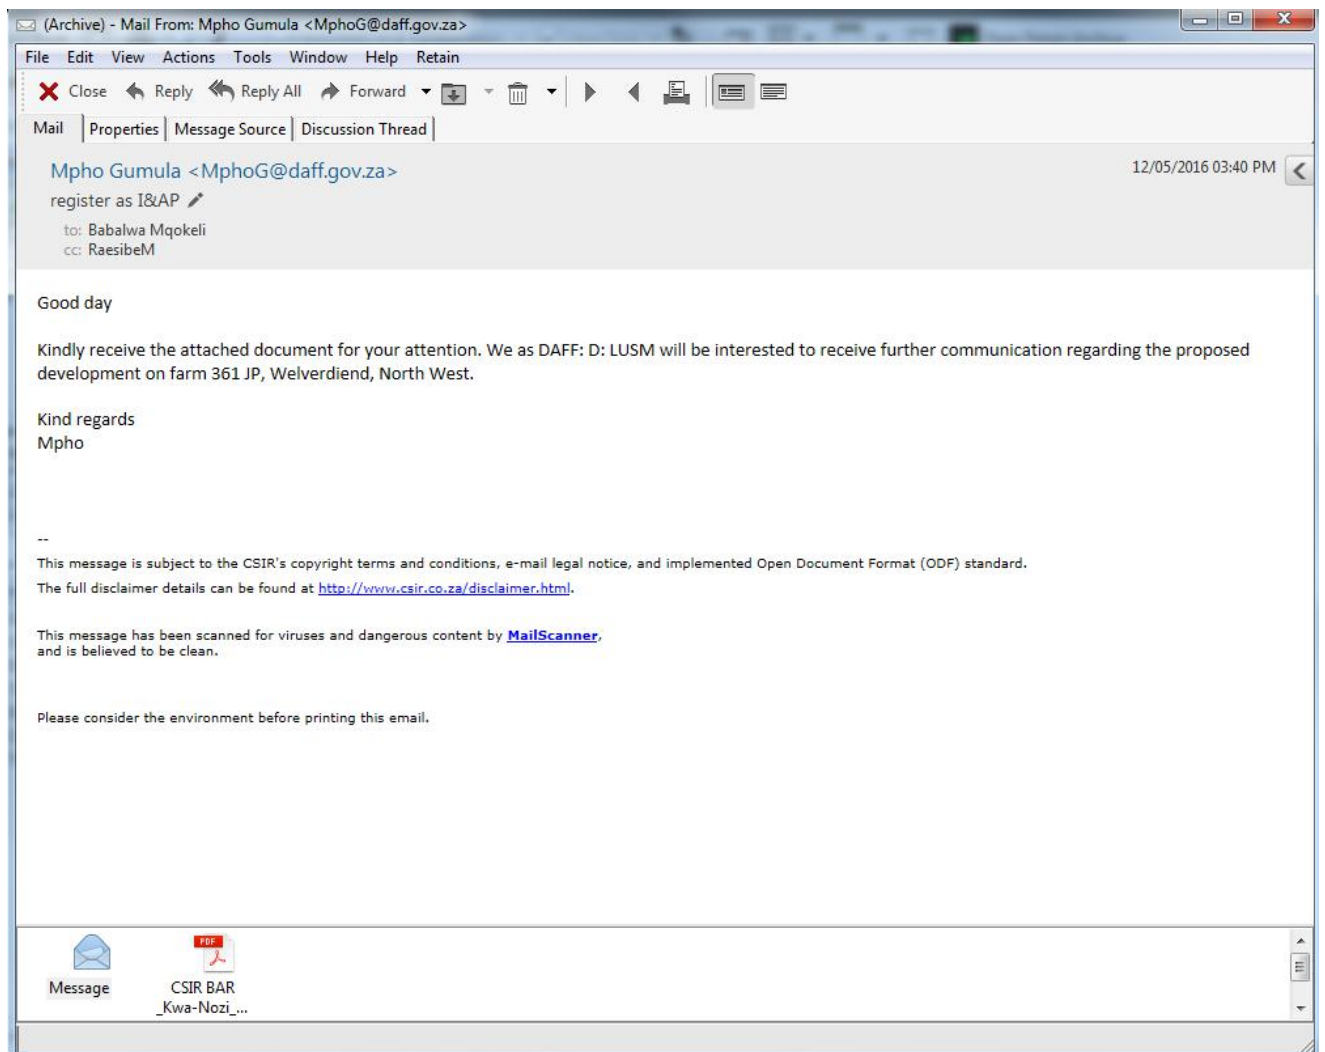 (Archive) - Mail From: Mpho Gumula <MphoG@daff.gov.za>
File Edit View Actions Tools Window Help Retain
Close Reply Reply All Forward
Mail Properties Message Source Discussion Thread
Mpho Gumula <MphoG@daff.gov.za> 12/05/2016 03:40 PM
register as I&AP
to: Babalwa Mqokeli
cc: RaesibeM
Good day
Kindly receive the attached document for your attention. We as DAFF: D: LUSM will be interested to receive further communication regarding the proposed
development on farm 361 JP, Welverdiend, North West.
Kind regards
Mpho
--
This message is subject to the CSIR's copyright terms and conditions, e-mail legal notice, and implemented Open Document Format (ODF) standard.
The full disclaimer details can be found at http://www.csir.co.za/disclaimer.html.
This message has been scanned for viruses and dangerous content by MailScanner,
and is believed to be clean.
Please consider the environment before printing this email.
PDF
Message CSIR BAR
_Kwa-Nozi_...